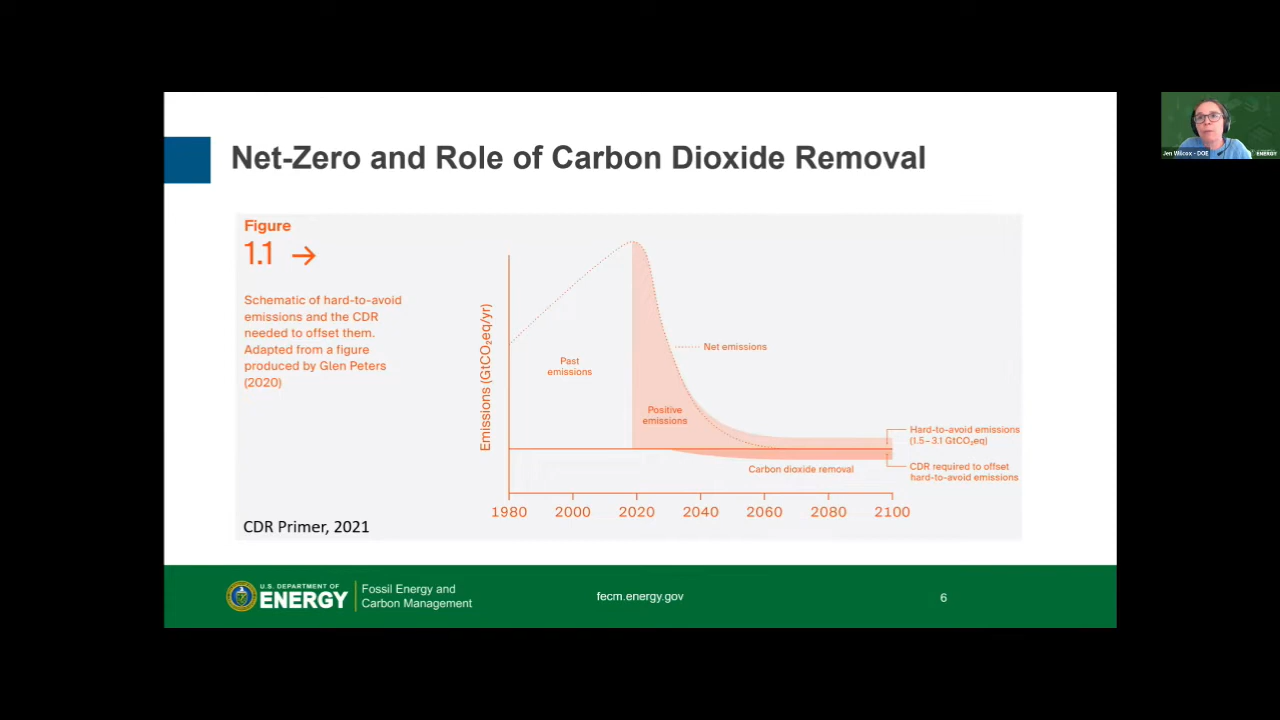 Net-Zero and Role of Carbon Dioxide Removal
Jen Wilcox - DOE
ENERGY
Figure
1.1 →
Schematic of hard-to-avoid
emissions and the CDR
needed to offset them.
Adapted from a figure
produced by Glen Peters
(2020)
CDR Primer, 2021
Emissions (GtCO₂eq/yr)
Past
emissions
Positive
emissions
Net emissions
Hard-to-avoid emissions
(1.5–3.1 GtCO₂eq)
Carbon dioxide removal
CDR required to offset
hard-to-avoid emissions
1980 2000 2020 2040 2060 2080 2100
U.S. DEPARTMENT OF
ENERGY
Fossil Energy and
Carbon Management
fecm.energy.gov
6